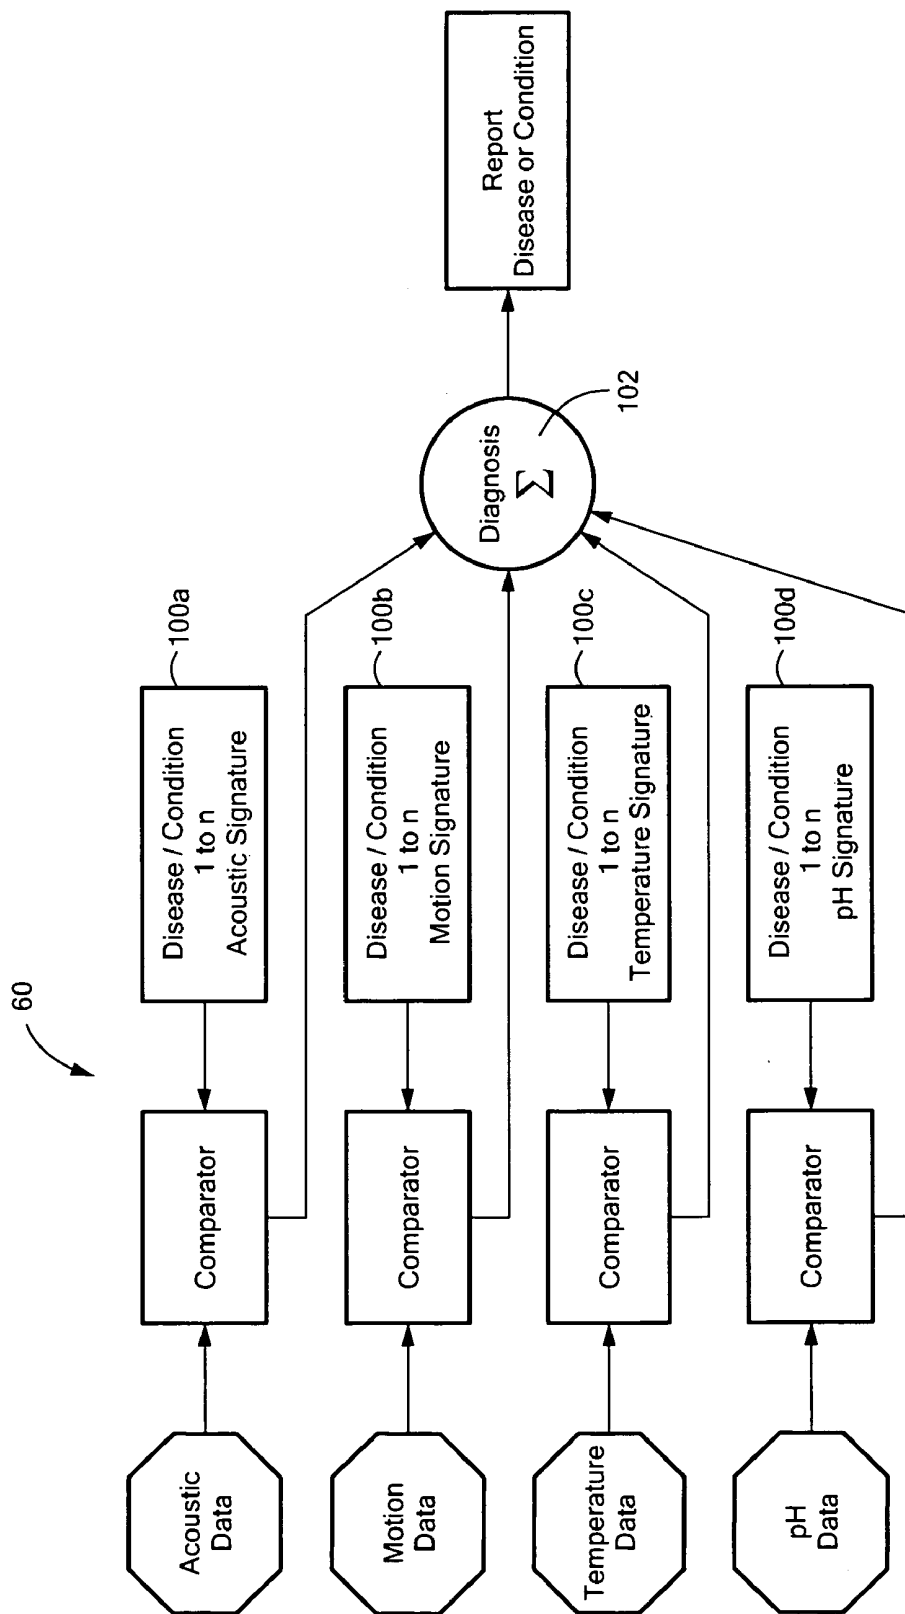 60
Acoustic
Data
Comparator
Disease / Condition
1 to n
Acoustic Signature
100a
Motion
Data
Comparator
Disease / Condition
1 to n
Motion Signature
100b
Temperature
Data
Comparator
Disease / Condition
1 to n
Temperature Signature
100c
pH
Data
Comparator
Disease / Condition
1 to n
pH Signature
100d
Diagnosis
Σ
102
Report
Disease or Condition